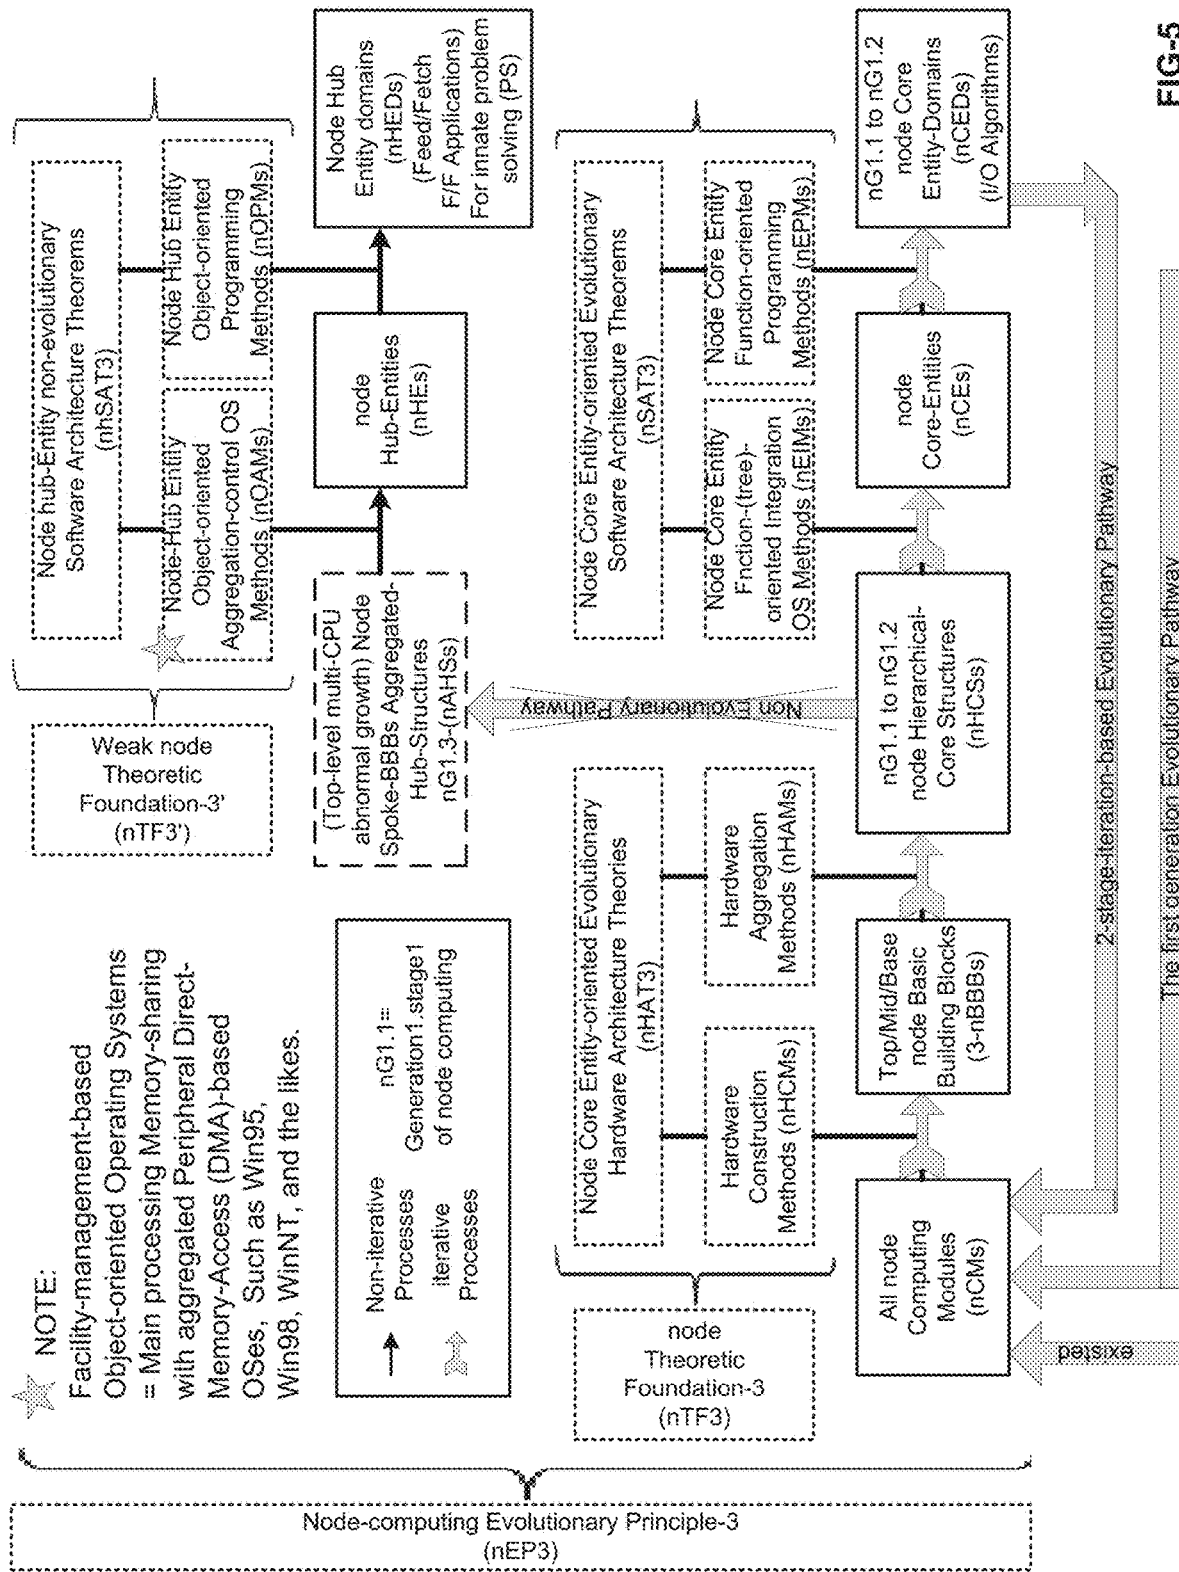 Node-computing Evolutionary Principle-3
(nEP3)
NOTE:
Facility-management-based
Object-oriented Operating Systems
= Main processing Memory-sharing
with aggregated Peripheral Direct-
Memory-Access (DMA)-based
OSes, Such as Win95,
Win98, WinNT, and the likes.
Non-iterative
Processes
iterative
Processes
nG1.1=
Generation1.stage1
of node computing
Weak node
Theoretic
Foundation-3'
(nTF3')
Node hub-Entity non-evolutionary
Software Architecture Theorems
(nhSAT3)
Node-Hub Entity
Object-oriented
Aggregation-control OS
Methods (nOAMs)
Node Hub Entity
Object-oriented
Programming
Methods (nOPMs)
(Top-level multi-CPU
abnormal growth) Node
Spoke-BBBs Aggregated-
Hub-Structures
nG1.3-(nAHSs)
node
Hub-Entities
(nHEs)
Node Hub
Entity domains
(nHEDs)
(Feed/Fetch
F/F Applications)
For innate problem
solving (PS)
Non Evolutionary
Pathway
node
Theoretic
Foundation-3
(nTF3)
Node Core Entity-oriented Evolutionary
Hardware Architecture Theories
(nHAT3)
Hardware
Construction
Methods (nHCMs)
Hardware
Aggregation
Methods (nHAMs)
Node Core Entity-oriented Evolutionary
Software Architecture Theorems
(nSAT3)
Node Core Entity
Fnction-(tree)-
oriented Integration
OS Methods (nEIMs)
Node Core Entity
Function-oriented
Programming
Methods (nEPMs)
All node
Computing
Modules
(nCMs)
Top/Mid/Base
node Basic
Building Blocks
(3-nBBBs)
nG1.1 to nG1.2
node Hierarchical-
Core Structures
(nHCSs)
node
Core-Entities
(nCEs)
nG1.1 to nG1.2
node Core
Entity-Domains
(nCEDs)
(I/O Algorithms)
existed
2-stage-iteration-based Evolutionary Pathway
The first generation Evolutionary Pathway
FIG-5